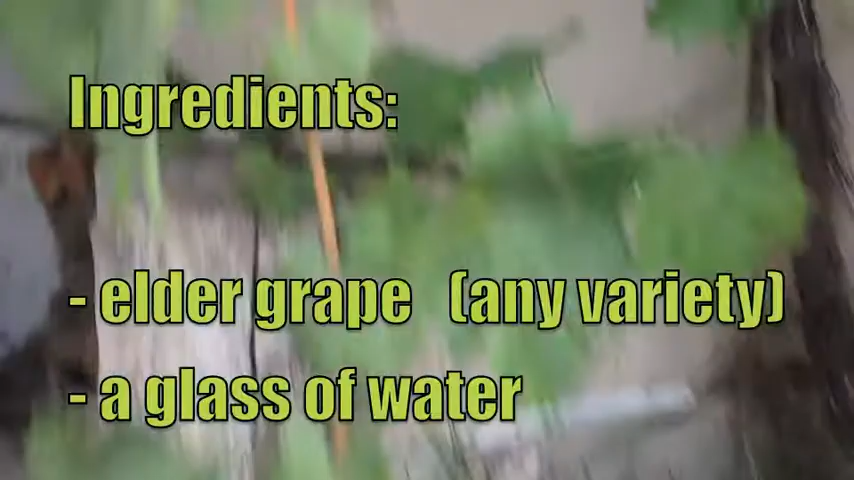 Ingredients:
- elder grape (any variety)
- a glass of water